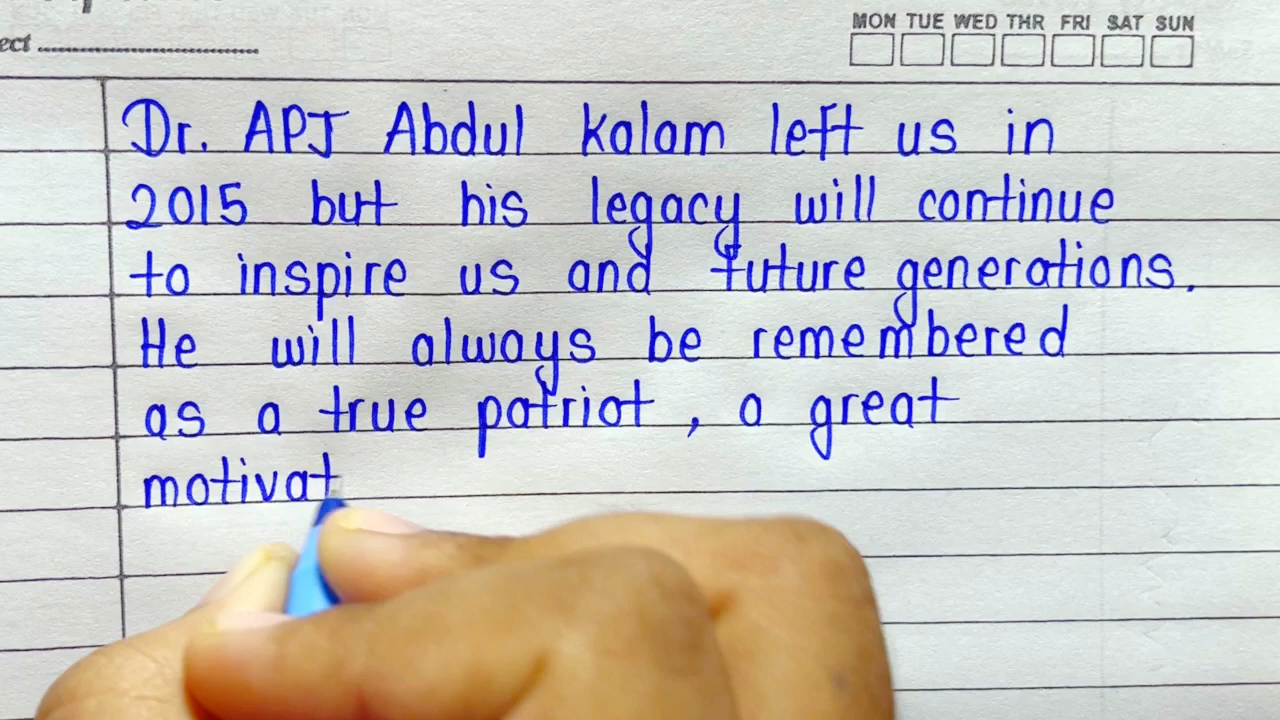 ect
MON TUE WED THR FRI SAT SUN
Dr. APJ Abdul Kalam left us in
2015 but his legacy will continue
to inspire us and future generations.
He will always be remembered
as a true patriot, a great
motivat